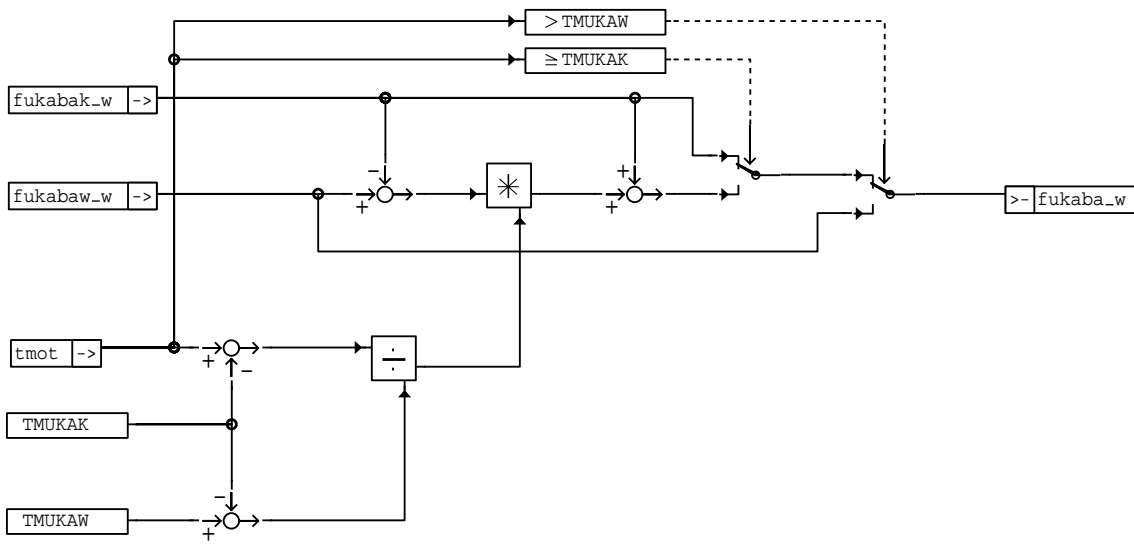 >TMUKAW
≥TMUKAK
fukabak_w ->
fukabaw_w ->
>- fukaba_w
tmot ->
TMUKAK
TMUKAW